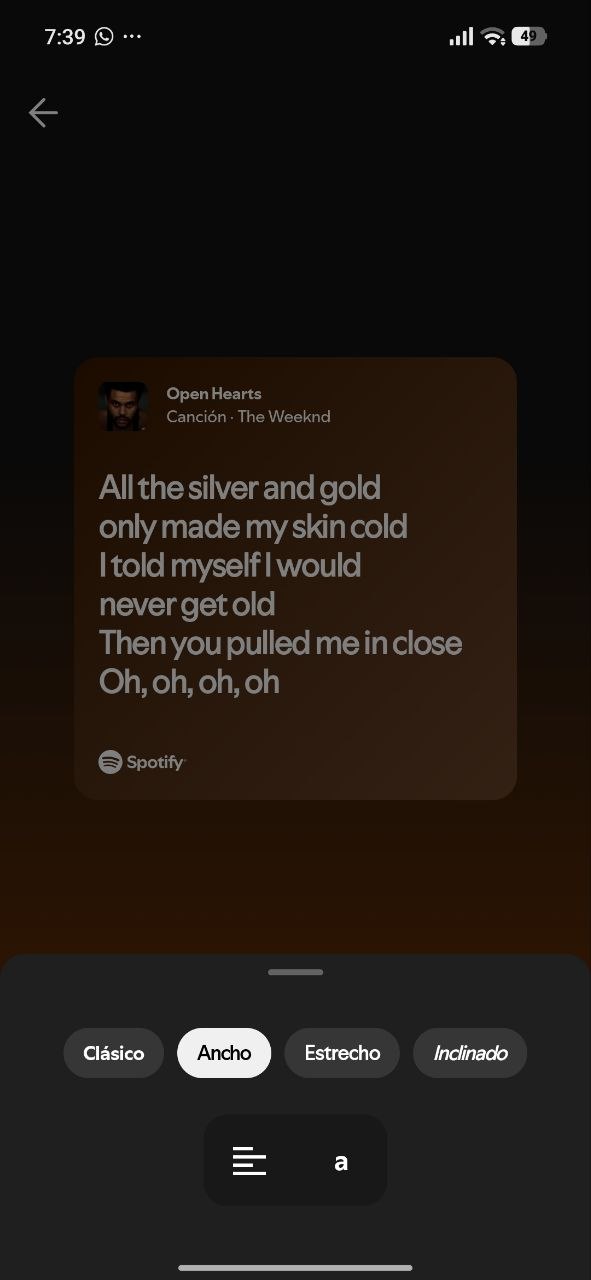 7:39
49
Open Hearts
Canción · The Weeknd
All the silver and gold
only made my skin cold
I told myself I would
never get old
Then you pulled me in close
Oh, oh, oh, oh
Spotify
Clásico Ancho Estrecho Inclinado
a